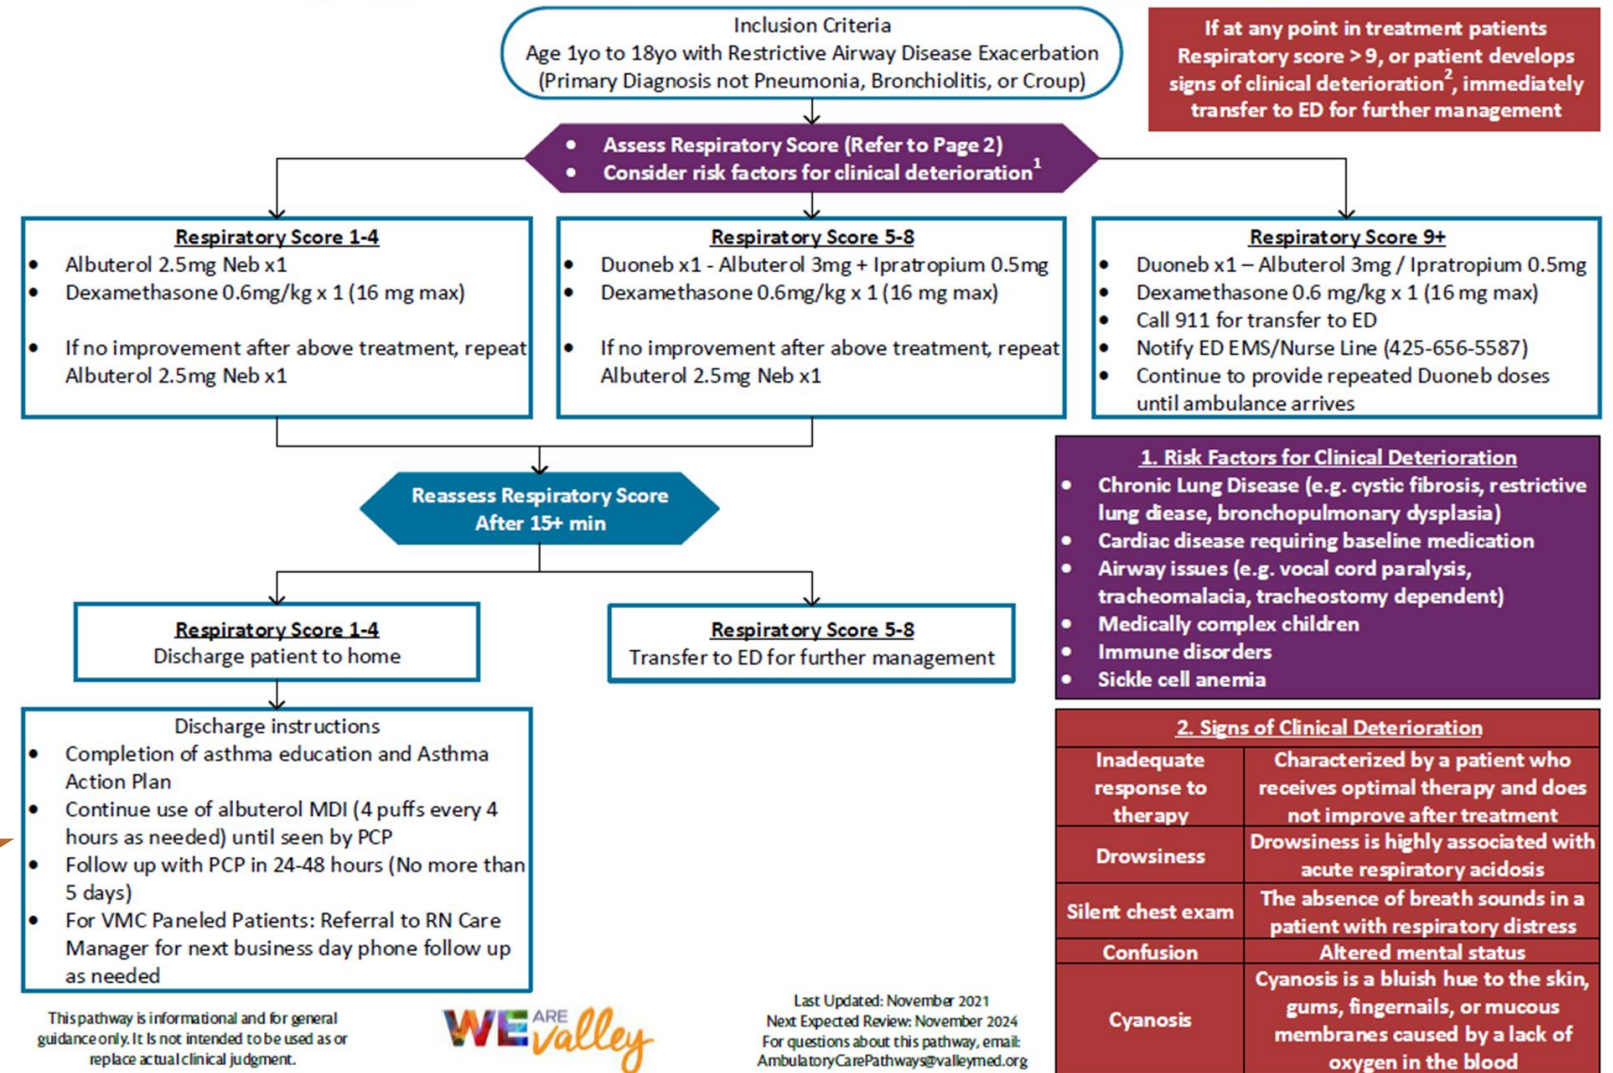 Inclusion Criteria
Age 1yo to 18yo with Restrictive Airway Disease Exacerbation
(Primary Diagnosis not Pneumonia, Bronchiolitis, or Croup)
If at any point in treatment patients
Respiratory score > 9, or patient develops
signs of clinical deterioration2, immediately
transfer to ED for further management
• Assess Respiratory Score (Refer to Page 2)
• Consider risk factors for clinical deterioration1
Respiratory Score 1-4
• Albuterol 2.5mg Neb x1
• Dexamethasone 0.6mg/kg x 1 (16 mg max)
• If no improvement after above treatment, repeat
Albuterol 2.5mg Neb x1
Respiratory Score 5-8
• Duoneb x1 - Albuterol 3mg + Ipratropium 0.5mg
• Dexamethasone 0.6mg/kg x 1 (16 mg max)
• If no improvement after above treatment, repeat
Albuterol 2.5mg Neb x1
Respiratory Score 9+
• Duoneb x1 – Albuterol 3mg / Ipratropium 0.5mg
• Dexamethasone 0.6 mg/kg x 1 (16 mg max)
• Call 911 for transfer to ED
• Notify ED EMS/Nurse Line (425-656-5587)
• Continue to provide repeated Duoneb doses
until ambulance arrives
Reassess Respiratory Score
After 15+ min
Respiratory Score 1-4
Discharge patient to home
Respiratory Score 5-8
Transfer to ED for further management
Discharge instructions
• Completion of asthma education and Asthma
Action Plan
• Continue use of albuterol MDI (4 puffs every 4
hours as needed) until seen by PCP
• Follow up with PCP in 24-48 hours (No more than
5 days)
• For VMC Paneled Patients: Referral to RN Care
Manager for next business day phone follow up
as needed
1. Risk Factors for Clinical Deterioration
• Chronic Lung Disease (e.g. cystic fibrosis, restrictive
lung diease, bronchopulmonary dysplasia)
• Cardiac disease requiring baseline medication
• Airway issues (e.g. vocal cord paralysis,
tracheomalacia, tracheostomy dependent)
• Medically complex children
• Immune disorders
• Sickle cell anemia
2. Signs of Clinical Deterioration
Inadequate
response to
therapy
Characterized by a patient who
receives optimal therapy and does
not improve after treatment
Drowsiness
Drowsiness is highly associated with
acute respiratory acidosis
Silent chest exam
The absence of breath sounds in a
patient with respiratory distress
Confusion
Altered mental status
Cyanosis
Cyanosis is a bluish hue to the skin,
gums, fingernails, or mucous
membranes caused by a lack of
oxygen in the blood
This pathway is informational and for general
guidance only. It Is not intended to be used as or
replace actual clinical judgment.
WE ARE valley
Last Updated: November 2021
Next Expected Review: November 2024
For questions about this pathway, email:
AmbulatoryCarePathways@valleymed.org